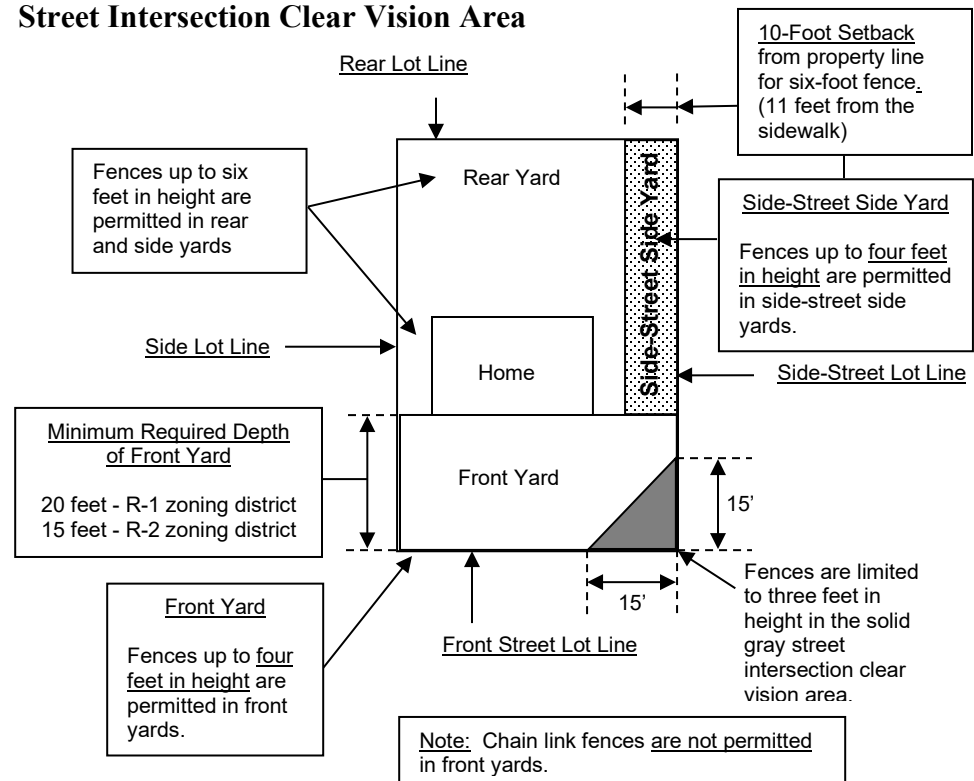 Street Intersection Clear Vision Area
10-Foot Setback
from property line
for six-foot fence.
(11 feet from the
sidewalk)
Rear Lot Line
Fences up to six
feet in height are
permitted in rear
and side yards
Rear Yard
Side-Street Side Yard
Side-Street Side Yard
Fences up to four feet
in height are permitted
in side-street side
yards.
Side Lot Line
Home
Side-Street Lot Line
Minimum Required Depth
of Front Yard
20 feet - R-1 zoning district
15 feet - R-2 zoning district
Front Yard
15'
15'
Fences are limited
to three feet in
height in the solid
gray street
intersection clear
vision area.
Front Yard
Fences up to four
feet in height are
permitted in front
yards.
Front Street Lot Line
Note: Chain link fences are not permitted
in front yards.